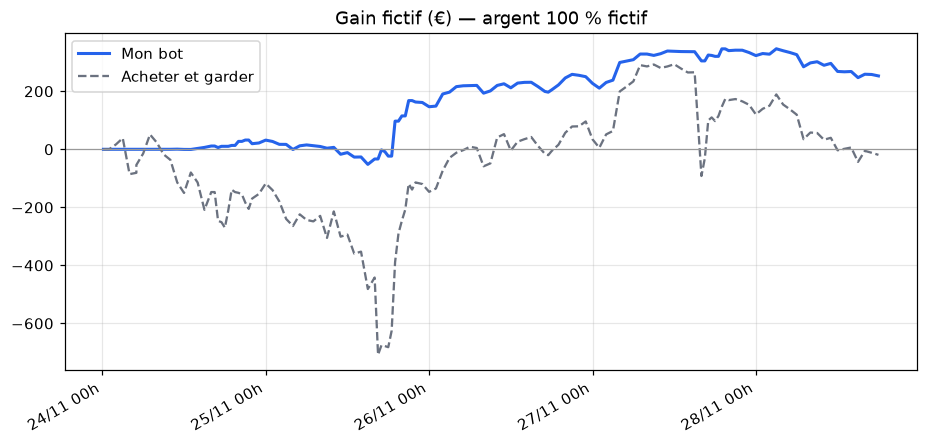 Gain fictif (€) — argent 100 % fictif
Mon bot
Acheter et garder
200
0
−200
−400
−600
24/11 00h
25/11 00h
26/11 00h
27/11 00h
28/11 00h